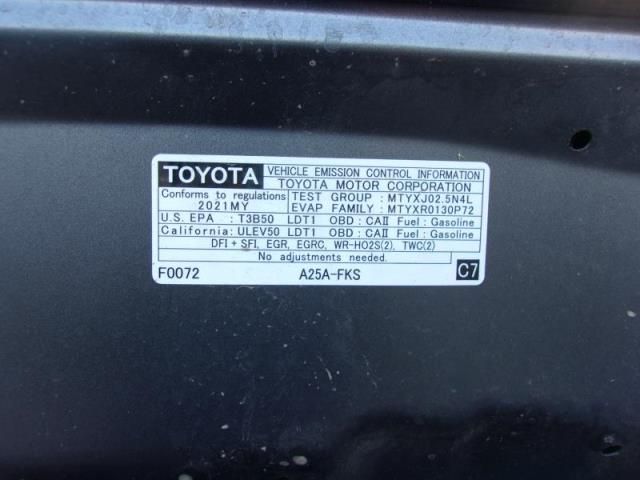 TOYOTA VEHICLE EMISSION CONTROL INFORMATION
TOYOTA MOTOR CORPORATION
Conforms to regulations TEST GROUP : MTYXJ02.5N4L
2021MY EVAP FAMILY : MTYXR0130P72
U.S. EPA : T3B50 LDT1 OBD : CAⅡ Fuel : Gasoline
California: ULEV50 LDT1 OBD : CAⅡ Fuel : Gasoline
DFI + SFI, EGR, EGRC, WR-HO2S(2), TWC(2)
No adjustments needed.
F0072 A25A-FKS C7